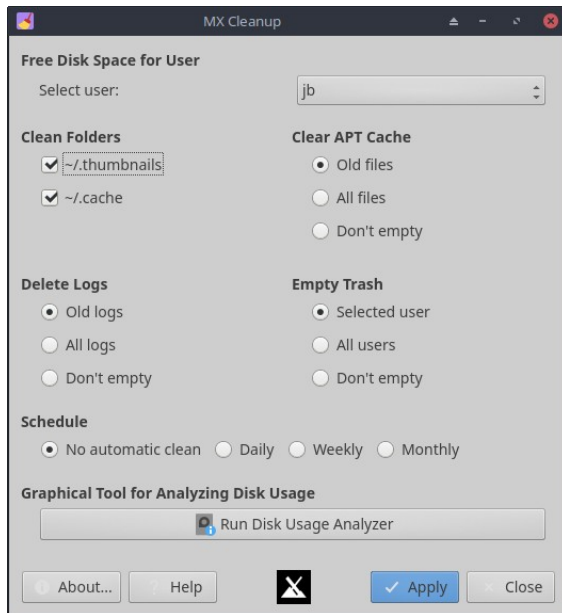 MX Cleanup
Free Disk Space for User
Select user: jb
Clean Folders Clear APT Cache
~/.thumbnails Old files
~/.cache All files
Don't empty
Delete Logs Empty Trash
Old logs Selected user
All logs All users
Don't empty Don't empty
Schedule
No automatic clean Daily Weekly Monthly
Graphical Tool for Analyzing Disk Usage
Run Disk Usage Analyzer
About... Help Apply Close